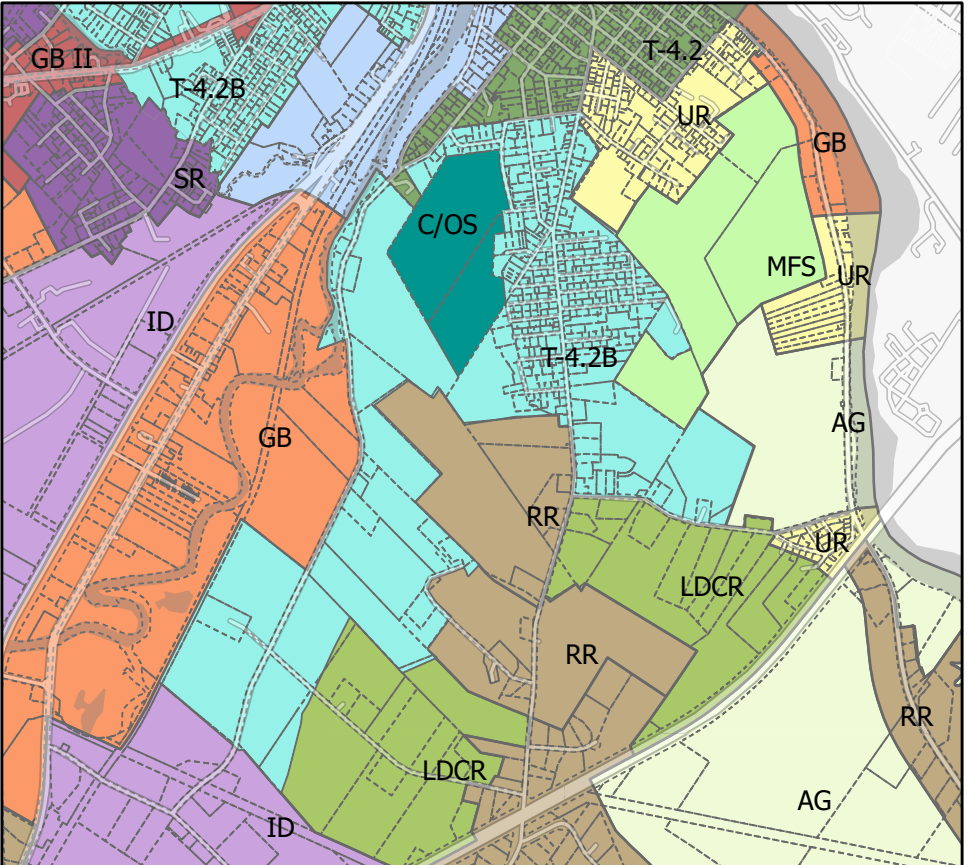 T-4.2
GB II
T-4.2B
UR
GB
SR
C/OS
MFS
UR
ID
T-4.2B
AG
GB
RR
UR
LDCR
RR
RR
LDCR
AG
ID